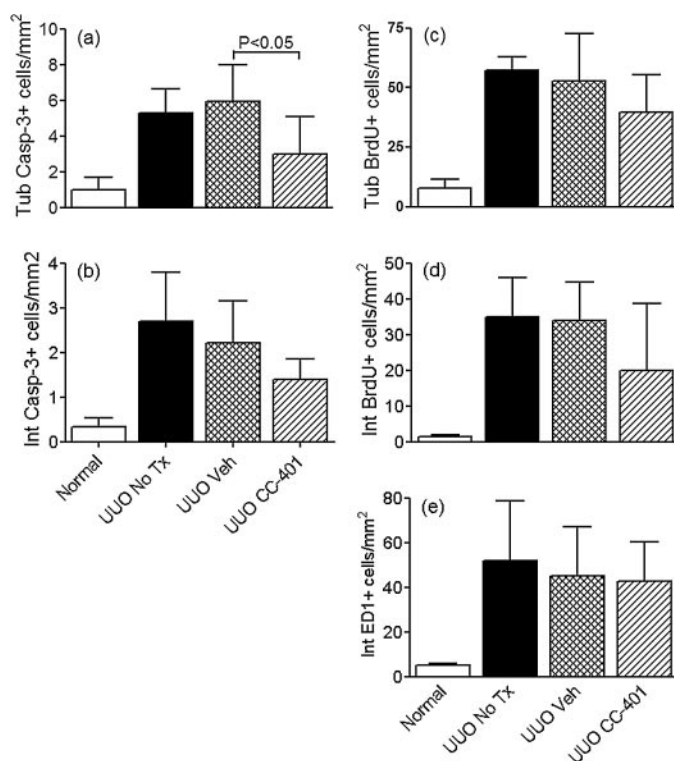 (a)
P<0.05
Tub Casp-3+ cells/mm²
10
8
6
4
2
0
(c)
Tub BrdU+ cells/mm²
75
50
25
0
(b)
Int Casp-3+ cells/mm2
4
3
2
1
0
Normal
UUO No Tx
UUO Veh
UUO CC-401
(d)
Int BrdU+ cells/mm²
50
40
30
20
10
0
(e)
Int ED1+ cells/mm²
80
60
40
20
0
Normal
UUO No Tx
UUO Veh
UUO CC-401